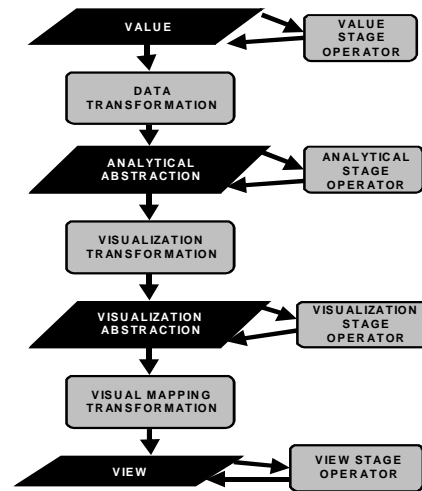 VALUE
VALUE
STAGE
OPERATOR
DATA
TRANSFORMATION
ANALYTICAL
ABSTRACTION
ANALYTICAL
STAGE
OPERATOR
VISUALIZATION
TRANSFORMATION
VISUALIZATION
ABSTRACTION
VISUALIZATION
STAGE
OPERATOR
VISUAL MAPPING
TRANSFORMATION
VIEW
VIEW STAGE
OPERATOR